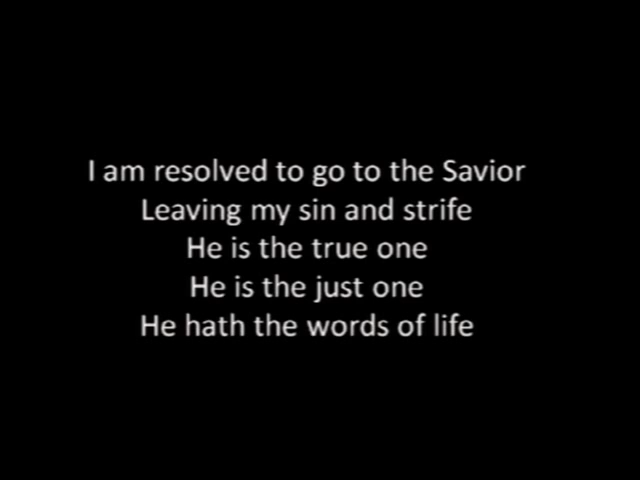 I am resolved to go to the Savior
Leaving my sin and strife
He is the true one
He is the just one
He hath the words of life